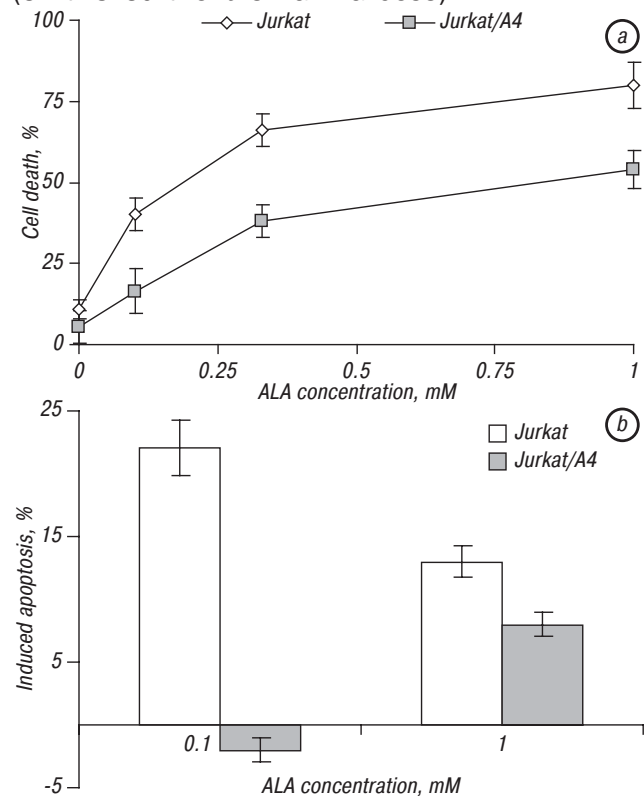 100
75
50
25
0
Cell death, %
Jurkat
Jurkat/A4
a
0 0.25 0.5 0.75 1
ALA concentration, mM
25
15
5
-5
Induced apoptosis, %
Jurkat
Jurkat/A4
b
0.1 1
ALA concentration, mM